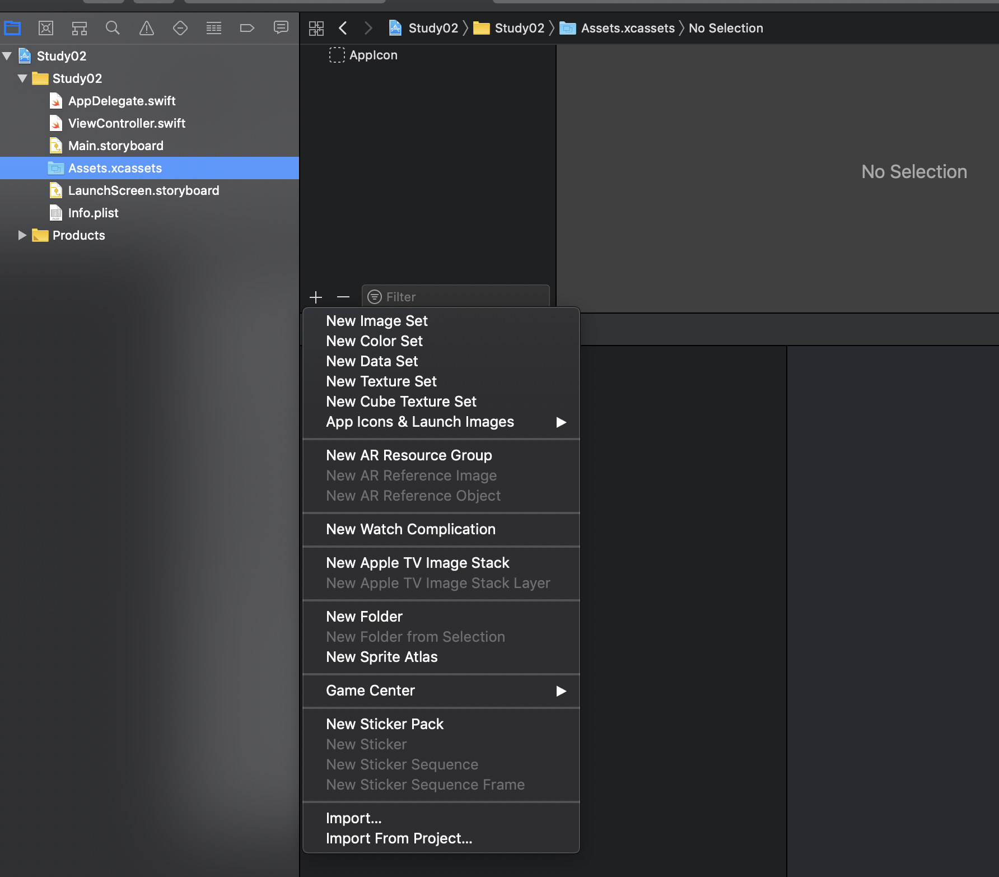 Study02 Study02 Assets.xcassets No Selection
Study02
Study02
AppDelegate.swift
ViewController.swift
Main.storyboard
Assets.xcassets
LaunchScreen.storyboard
Info.plist
Products
AppIcon
No Selection
Filter
New Image Set
New Color Set
New Data Set
New Texture Set
New Cube Texture Set
App Icons & Launch Images
New AR Resource Group
New AR Reference Image
New AR Reference Object
New Watch Complication
New Apple TV Image Stack
New Apple TV Image Stack Layer
New Folder
New Folder from Selection
New Sprite Atlas
Game Center
New Sticker Pack
New Sticker
New Sticker Sequence
New Sticker Sequence Frame
Import...
Import From Project...